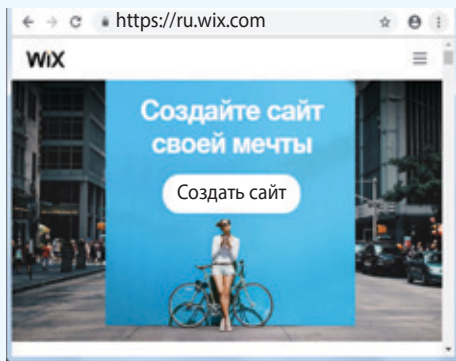 https://ru.wix.com
WiX
Создайте сайт
своей мечты
Создать сайт